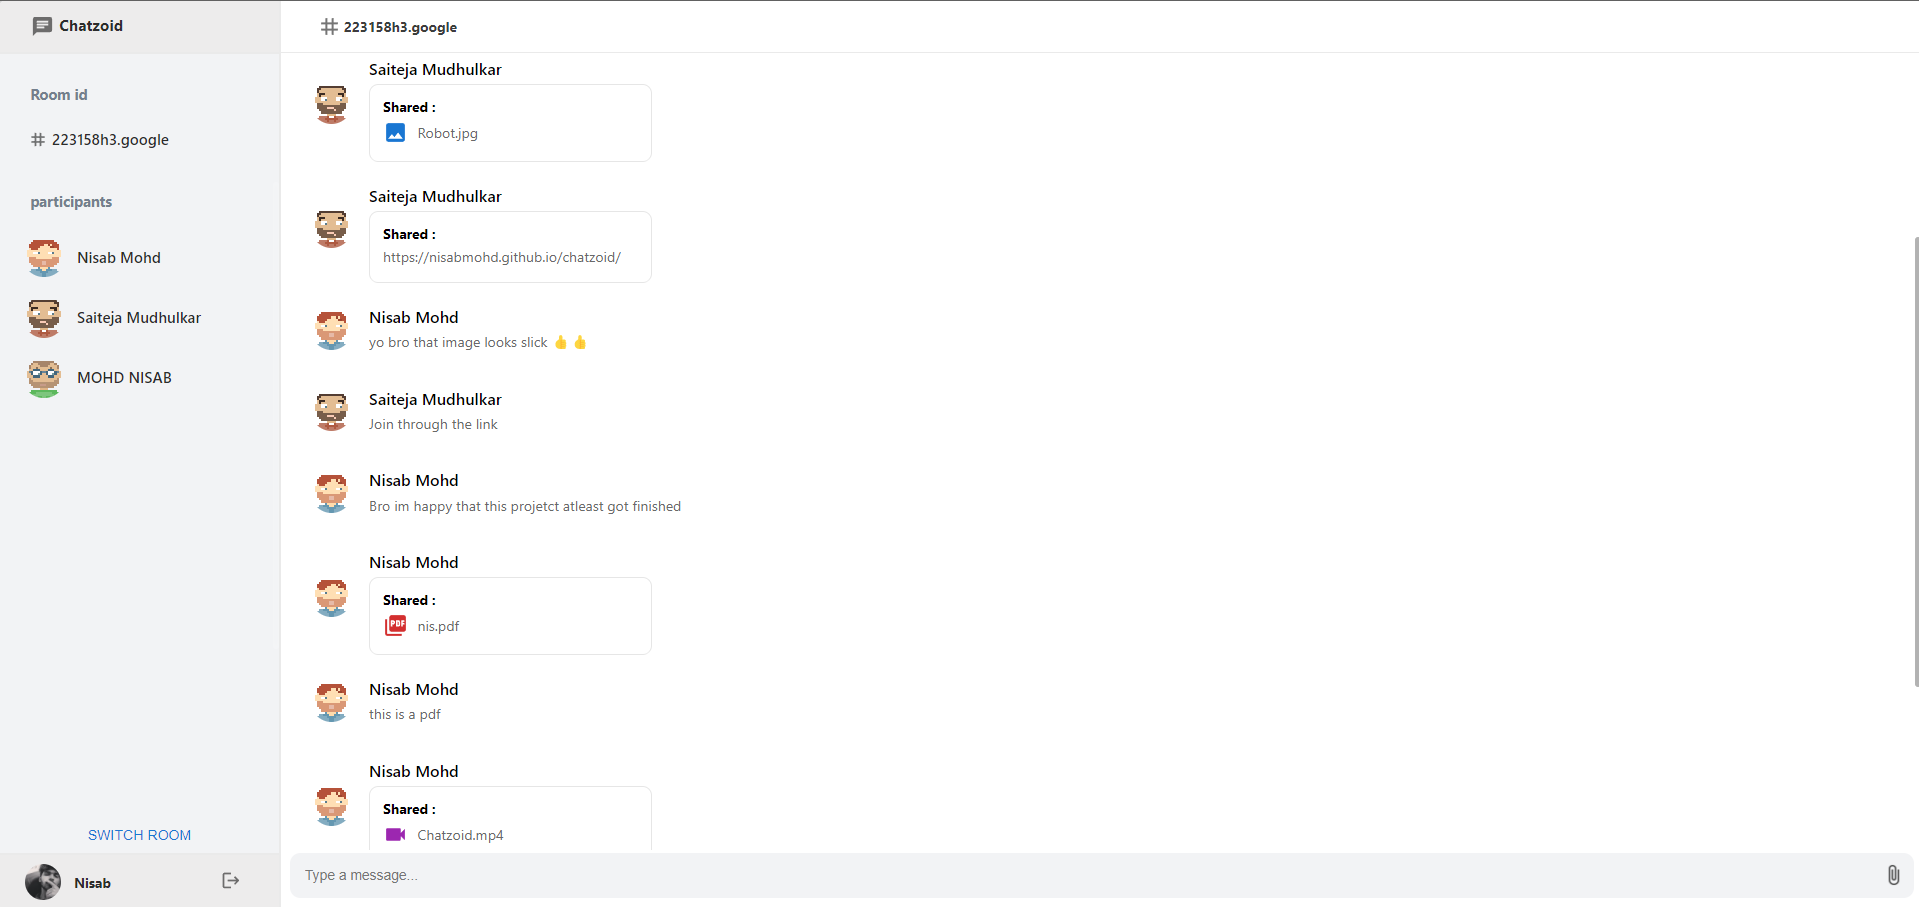 Chatzoid
Room id
# 223158h3.google
participants
Nisab Mohd
Saiteja Mudhulkar
MOHD NISAB
SWITCH ROOM
Nisab
# 223158h3.google
Saiteja Mudhulkar
Shared :
Robot.jpg
Saiteja Mudhulkar
Shared :
https://nisabmohd.github.io/chatzoid/
Nisab Mohd
yo bro that image looks slick 👍 👍
Saiteja Mudhulkar
Join through the link
Nisab Mohd
Bro im happy that this projetct atleast got finished
Nisab Mohd
Shared :
PDF nis.pdf
Nisab Mohd
this is a pdf
Nisab Mohd
Shared :
Chatzoid.mp4
Type a message...